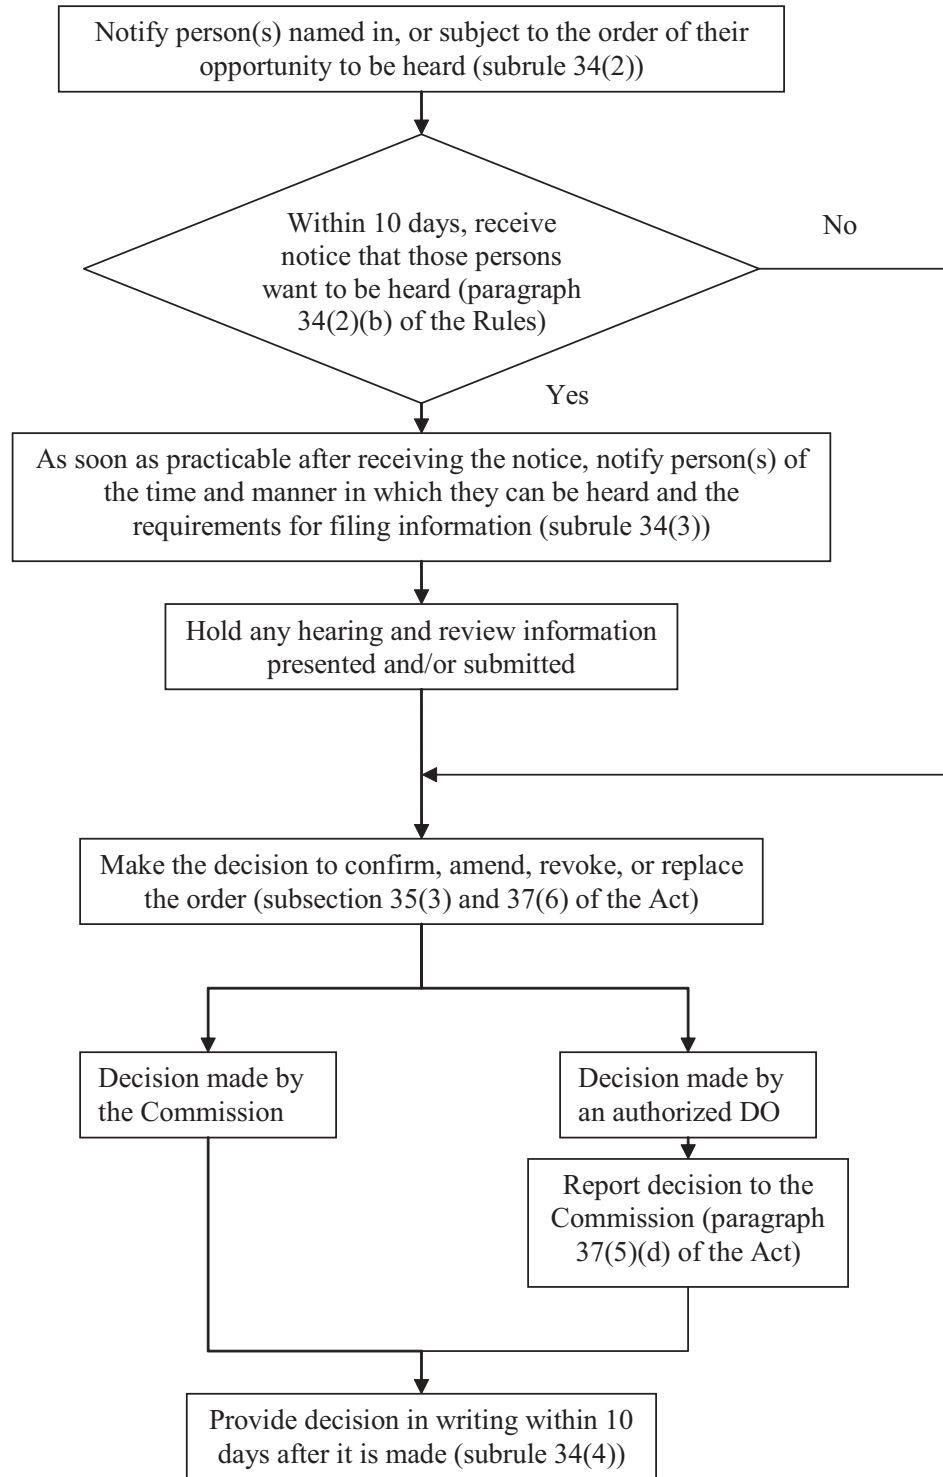 Notify person(s) named in, or subject to the order of their
opportunity to be heard (subrule 34(2))
Within 10 days, receive
notice that those persons
want to be heard (paragraph
34(2)(b) of the Rules)
No
Yes
As soon as practicable after receiving the notice, notify person(s) of
the time and manner in which they can be heard and the
requirements for filing information (subrule 34(3))
Hold any hearing and review information
presented and/or submitted
Make the decision to confirm, amend, revoke, or replace
the order (subsection 35(3) and 37(6) of the Act)
Decision made by
the Commission
Decision made by
an authorized DO
Report decision to the
Commission (paragraph
37(5)(d) of the Act)
Provide decision in writing within 10
days after it is made (subrule 34(4))